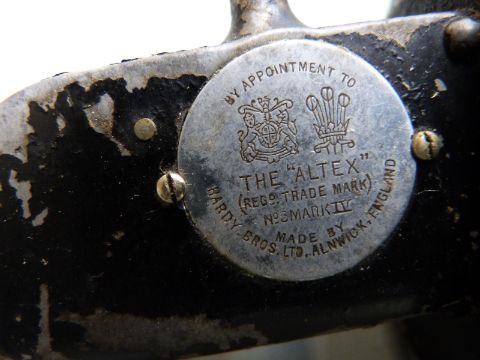 BY APPOINTMENT TO
THE "ALTEX"
(REGD. TRADE MARK)
No3 MARK IV
MADE BY
HARDY. BROS. LTD. ALNWICK. ENGLAND